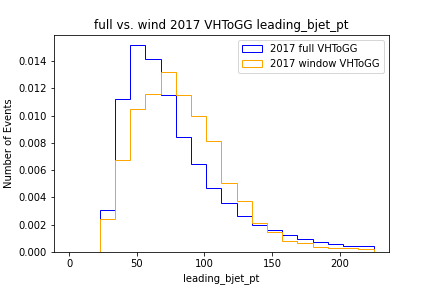 full vs. wind 2017 VHToGG leading_bjet_pt
2017 full VHToGG
2017 window VHToGG
Number of Events
0.014
0.012
0.010
0.008
0.006
0.004
0.002
0.000
0
50
100
150
200
leading_bjet_pt